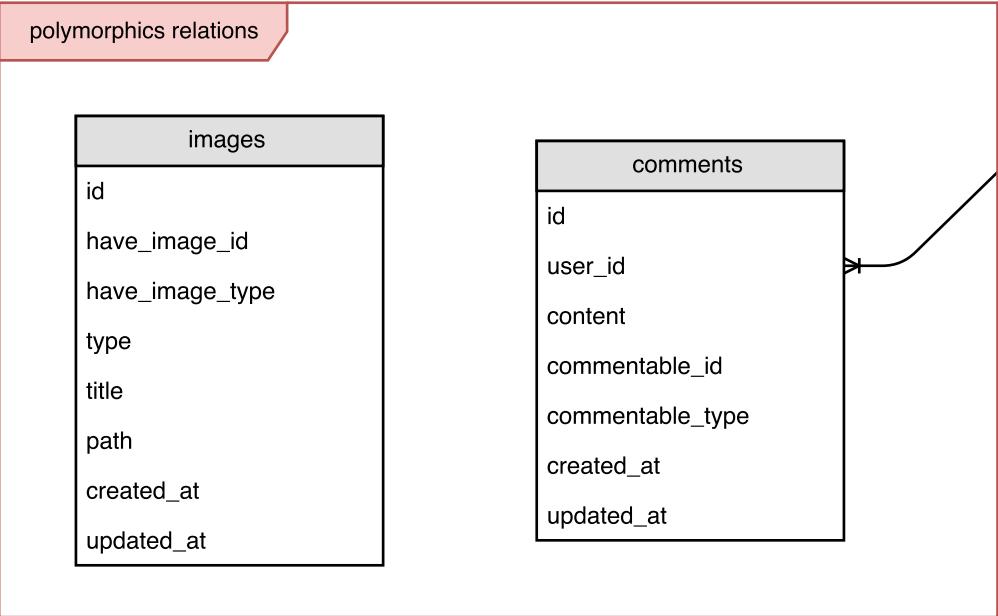 polymorphics relations
images
id
have_image_id
have_image_type
type
title
path
created_at
updated_at
comments
id
user_id
content
commentable_id
commentable_type
created_at
updated_at